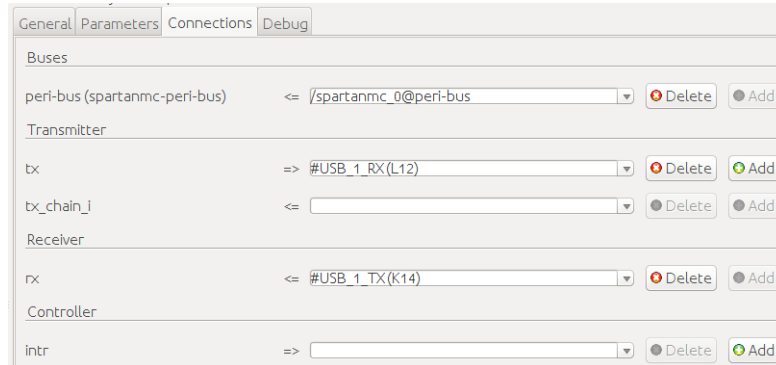 General Parameters Connections Debug
Buses
peri-bus (spartanmc-peri-bus) <= /spartanmc_0@peri-bus Delete Add
Transmitter
tx => #USB_1_RX(L12) Delete Add
tx_chain_i <= Delete Add
Receiver
rx <= #USB_1_TX(K14) Delete Add
Controller
intr => Delete Add